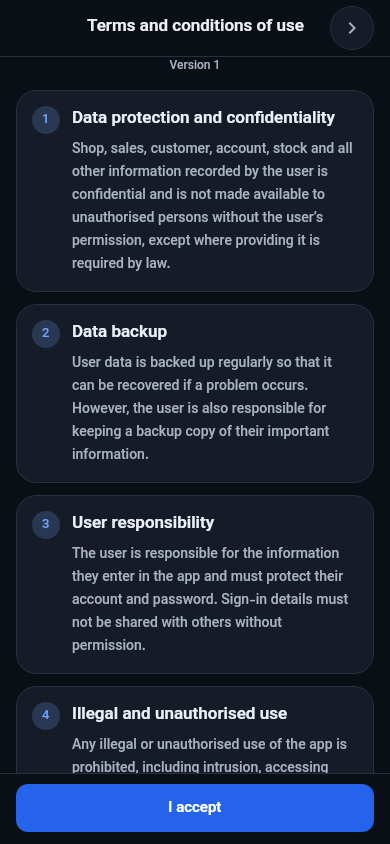 Terms and conditions of use
Version 1
1
Data protection and confidentiality
Shop, sales, customer, account, stock and all
other information recorded by the user is
confidential and is not made available to
unauthorised persons without the user's
permission, except where providing it is
required by law.
2
Data backup
User data is backed up regularly so that it
can be recovered if a problem occurs.
However, the user is also responsible for
keeping a backup copy of their important
information.
3
User responsibility
The user is responsible for the information
they enter in the app and must protect their
account and password. Sign-in details must
not be shared with others without
permission.
4
Illegal and unauthorised use
Any illegal or unauthorised use of the app is
prohibited, including intrusion, accessing
I accept